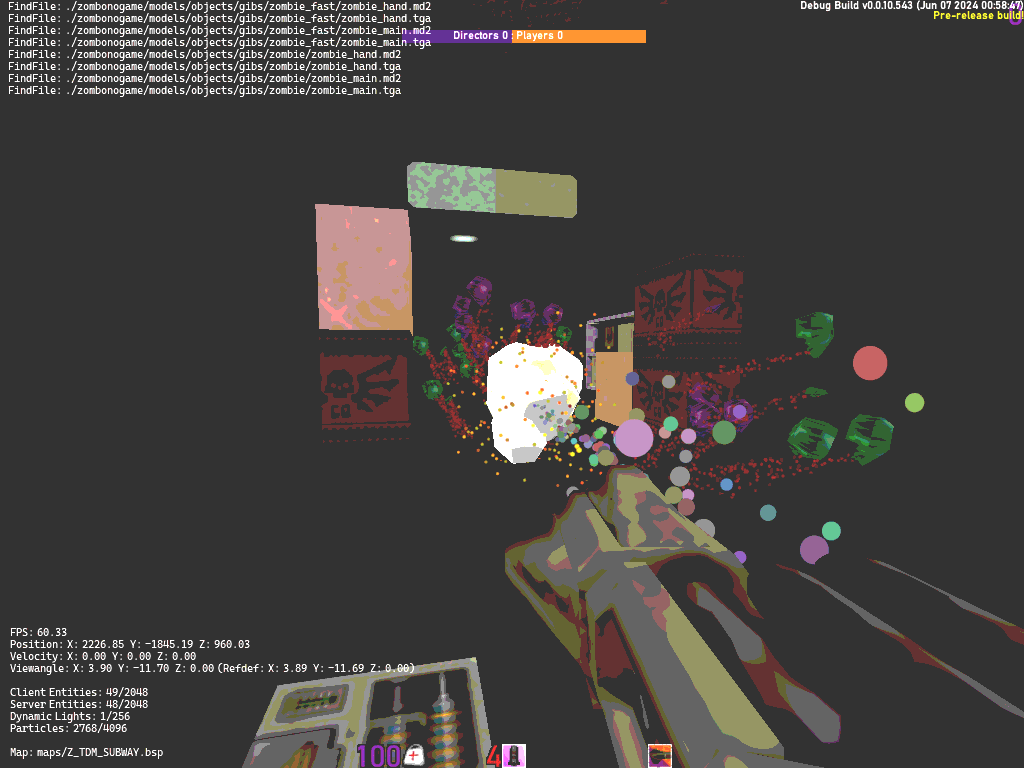 FindFile: ./zombonogame/models/objects/gibs/zombie_fast/zombie_hand.md2
FindFile: ./zombonogame/models/objects/gibs/zombie_fast/zombie_hand.tga
FindFile: ./zombonogame/models/objects/gibs/zombie_fast/zombie_main.md2
FindFile: ./zombonogame/models/objects/gibs/zombie_fast/zombie_main.tga
FindFile: ./zombonogame/models/objects/gibs/zombie/zombie_hand.md2
FindFile: ./zombonogame/models/objects/gibs/zombie/zombie_hand.tga
FindFile: ./zombonogame/models/objects/gibs/zombie/zombie_main.md2
FindFile: ./zombonogame/models/objects/gibs/zombie/zombie_main.tga
Debug Build v0.0.10.543 (Jun 07 2024 00:58:47)
Pre-release build!
Directors 0 : Players 0
FPS: 60.33
Position: X: 2226.85 Y: -1845.19 Z: 960.03
Velocity: X: 0.00 Y: 0.00 Z: 0.00
Viewangle: X: 3.90 Y: -11.70 Z: 0.00 (Refdef: X: 3.89 Y: -11.69 Z: 0.00)
Client Entities: 49/2048
Server Entities: 48/2048
Dynamic Lights: 1/256
Particles: 2768/4096
Map: maps/Z_TDM_SUBWAY.bsp
100
4